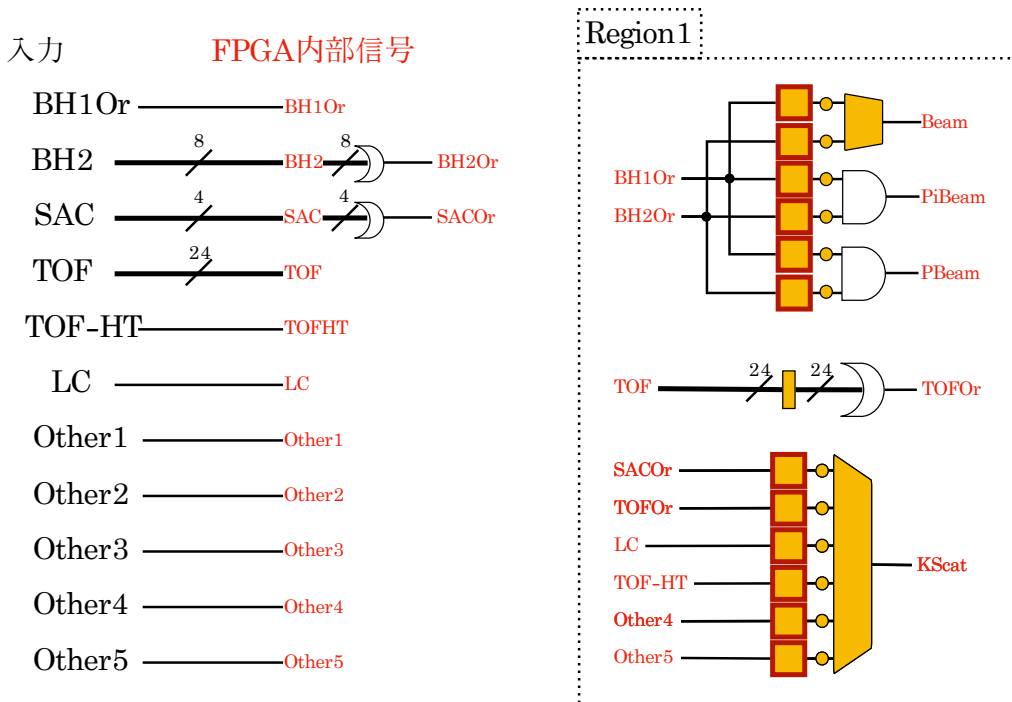 入力
FPGA内部信号
BH1Or
BH1Or
8
8
BH2
BH2
BH2Or
4
4
SAC
SAC
SACOr
24
TOF
TOF
TOF-HT
TOFHT
LC
LC
Other1
Other1
Other2
Other2
Other3
Other3
Other4
Other4
Other5
Other5
Region1
Beam
BH1Or
PiBeam
BH2Or
PBeam
24
24
TOF
TOFOr
SACOr
TOFOr
LC
KScat
TOF-HT
Other4
Other5